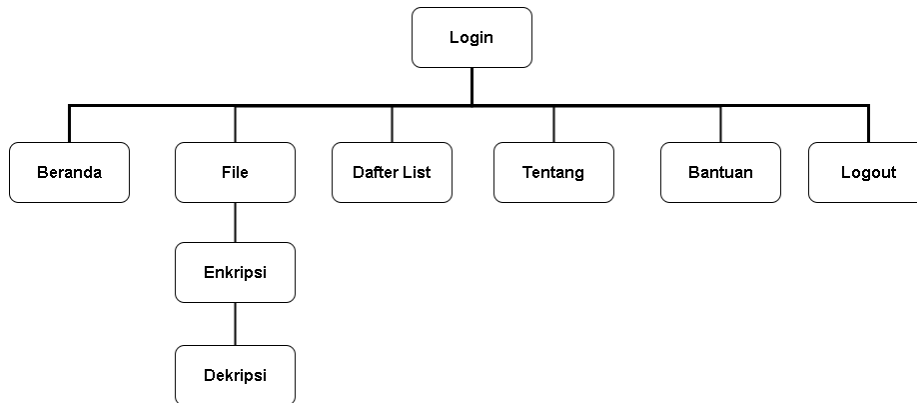 Login
Beranda
File
Dafter List
Tentang
Bantuan
Logout
Enkripsi
Dekripsi